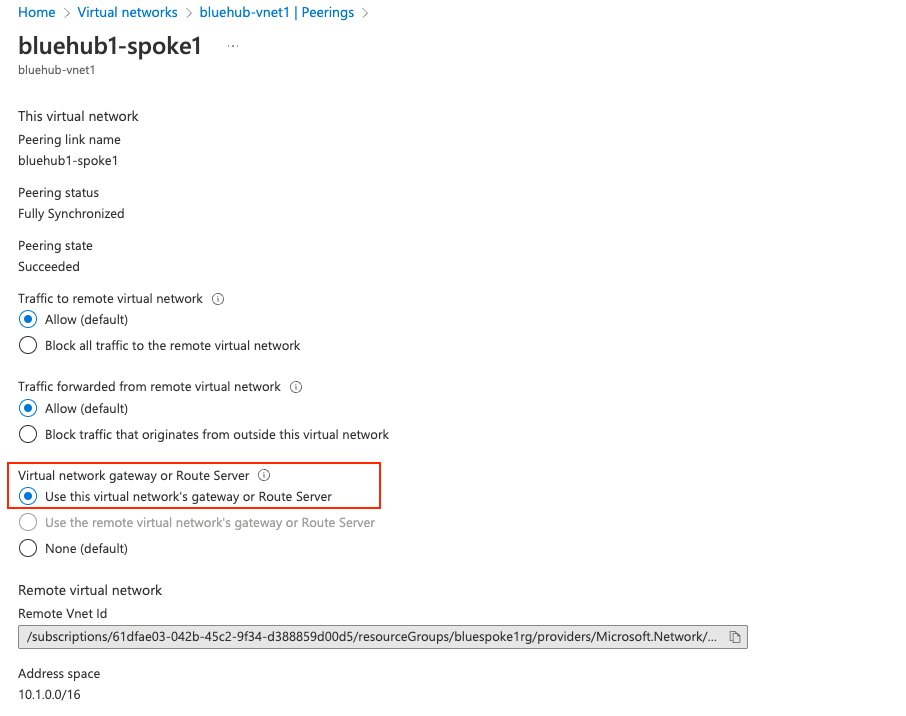 Home > Virtual networks > bluehub-vnet1 | Peerings >
bluehub1-spoke1 ...
bluehub-vnet1
This virtual network
Peering link name
bluehub1-spoke1
Peering status
Fully Synchronized
Peering state
Succeeded
Traffic to remote virtual network
Allow (default)
Block all traffic to the remote virtual network
Traffic forwarded from remote virtual network
Allow (default)
Block traffic that originates from outside this virtual network
Virtual network gateway or Route Server
Use this virtual network's gateway or Route Server
Use the remote virtual network's gateway or Route Server
None (default)
Remote virtual network
Remote Vnet Id
/subscriptions/61dfae03-042b-45c2-9f34-d388859d00d5/resourceGroups/bluespoke1rg/providers/Microsoft.Network/...
Address space
10.1.0.0/16